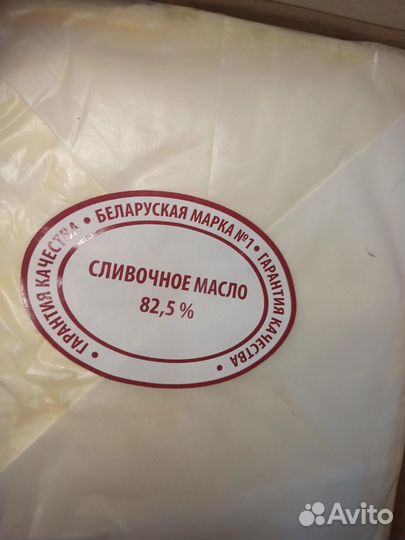 • БЕЛАРУСКАЯ МАРКА №1 • ГАРАНТИЯ КАЧЕСТВА • ГАРАНТИЯ КАЧЕСТВА
СЛИВОЧНОЕ МАСЛО
82,5 %
Avito